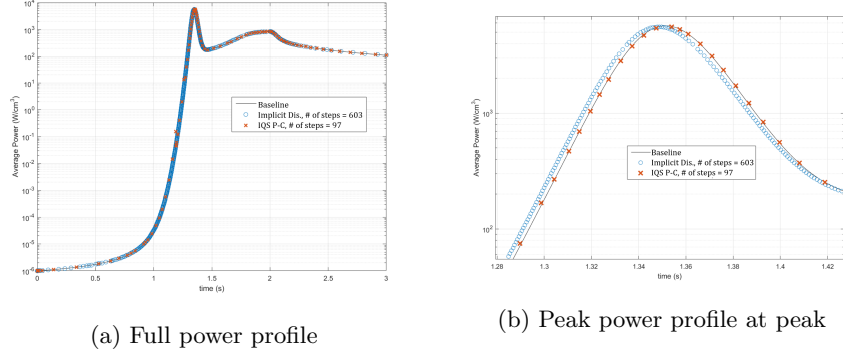 10^4
10^3
10^2
10^1
10^0
10^-1
10^-2
10^-3
10^-4
10^-5
10^-6
Average Power (W/cm³)
Baseline
Implicit Dis., # of steps = 603
IQS P-C, # of steps = 97
0 0.5 1 1.5 2 2.5 3
time (s)
(a) Full power profile
10^3
10^2
Average Power (W/cm³)
Baseline
Implicit Dis., # of steps = 603
IQS P-C, # of steps = 97
1.28 1.3 1.32 1.34 1.36 1.38 1.4 1.42
time (s)
(b) Peak power profile at peak